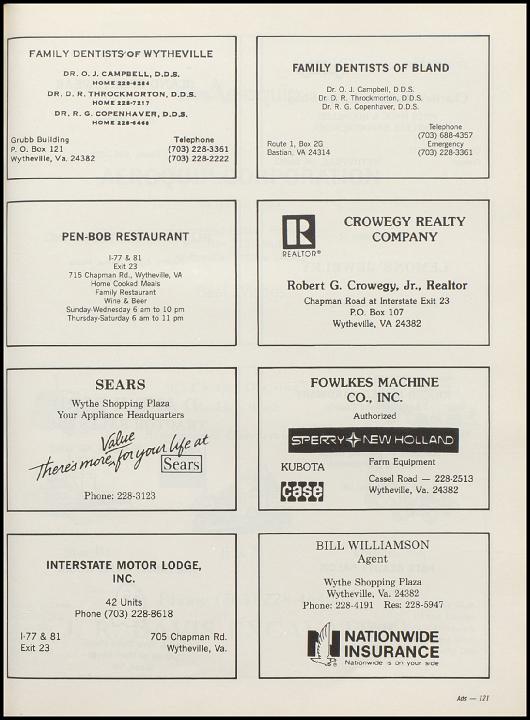 FAMILY DENTISTS OF WYTHEVILLE
DR. O. J. CAMPBELL, D.D.S.
HOME 228-6284
DR. D. R. THROCKMORTON, D.D.S.
HOME 228-7217
DR. R. G. COPENHAVER, D.D.S.
HOME 228-6468
Grubb Building
P. O. Box 121
Wytheville, Va. 24382
Telephone
(703) 228-3361
(703) 228-2222
FAMILY DENTISTS OF BLAND
Dr. O. J. Campbell, D.D.S.
Dr. D. R. Throckmorton, D.D.S.
Dr. R. G. Copenhaver, D.D.S.
Route 1, Box 2G
Bastian, VA 24314
Telephone
(703) 688-4357
Emergency
(703) 228-3361
PEN-BOB RESTAURANT
I-77 & 81
Exit 23
715 Chapman Rd., Wytheville, VA
Home Cooked Meals
Family Restaurant
Wine & Beer
Sunday-Wednesday 6 am to 10 pm
Thursday-Saturday 6 am to 11 pm
R
REALTOR®
CROWEGY REALTY
COMPANY
Robert G. Crowegy, Jr., Realtor
Chapman Road at Interstate Exit 23
P.O. Box 107
Wytheville, VA 24382
SEARS
Wythe Shopping Plaza
Your Appliance Headquarters
There's more Value for your life at
Sears
Phone: 228-3123
FOWLKES MACHINE
CO., INC.
Authorized
SPERRY NEW HOLLAND
KUBOTA
case
Farm Equipment
Cassel Road — 228-2513
Wytheville, Va. 24382
INTERSTATE MOTOR LODGE,
INC.
42 Units
Phone (703) 228-8618
I-77 & 81
Exit 23
705 Chapman Rd.
Wytheville, Va.
BILL WILLIAMSON
Agent
Wythe Shopping Plaza
Wytheville, Va. 24382
Phone: 228-4191 Res: 228-5947
NATIONWIDE
INSURANCE
Nationwide is on your side
Ads — 121